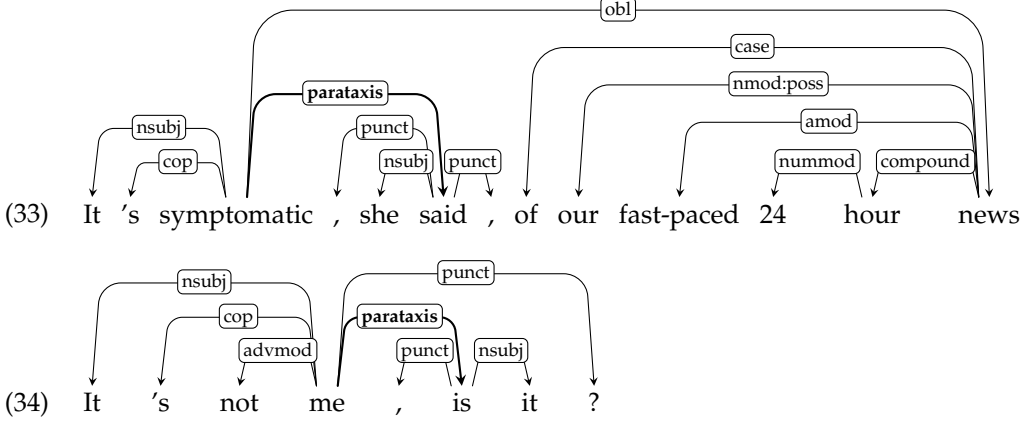 obl
case
parataxis nmod:poss
nsubj punct amod
cop nsubj punct nummod compound
(33) It 's symptomatic , she said , of our fast-paced 24 hour news
nsubj punct
cop parataxis
advmod punct nsubj
(34) It 's not me , is it ?